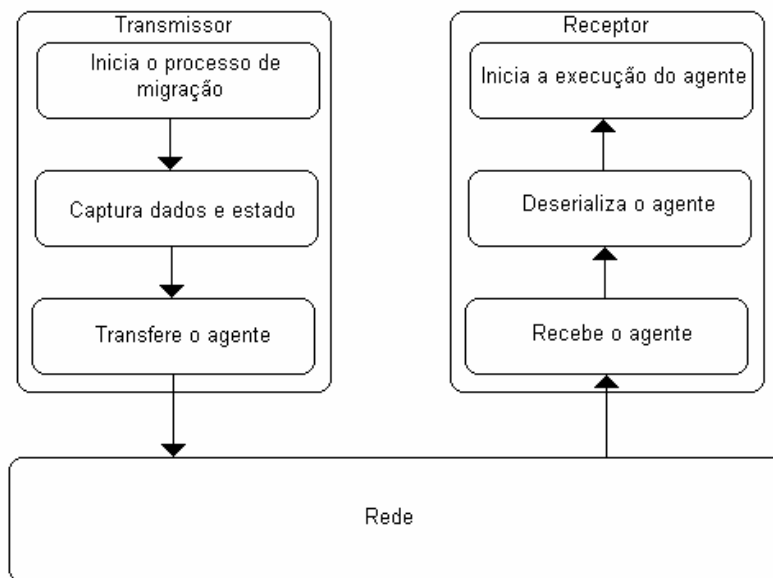 Transmissor
Inicia o processo de
migração
Captura dados e estado
Transfere o agente
Receptor
Inicia a execução do agente
Deserializa o agente
Recebe o agente
Rede